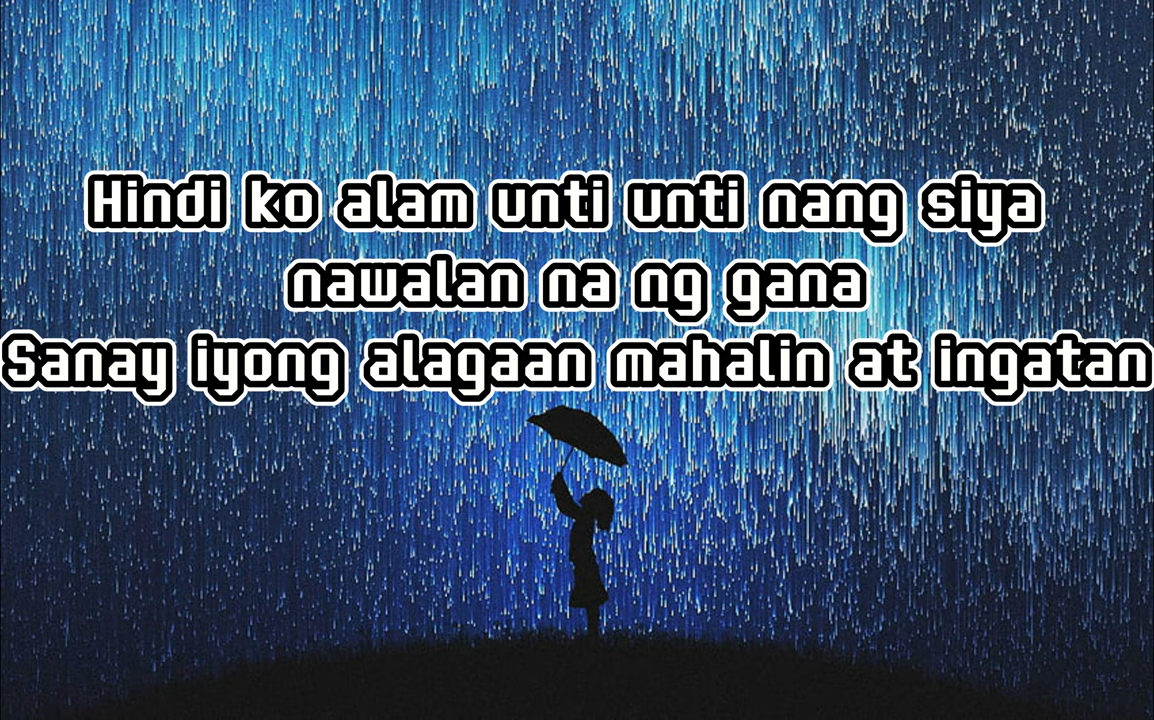 Hindi ko alam unti unti nang siya
nawalan na ng gana
Sanay iyong alagaan mahalin at ingatan